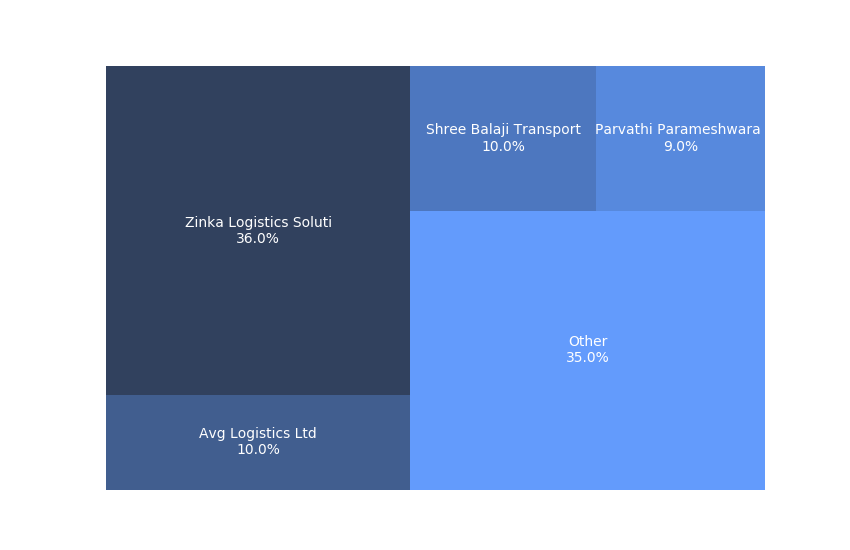 Zinka Logistics Soluti
36.0%
Avg Logistics Ltd
10.0%
Shree Balaji Transport
10.0%
Parvathi Parameshwara
9.0%
Other
35.0%